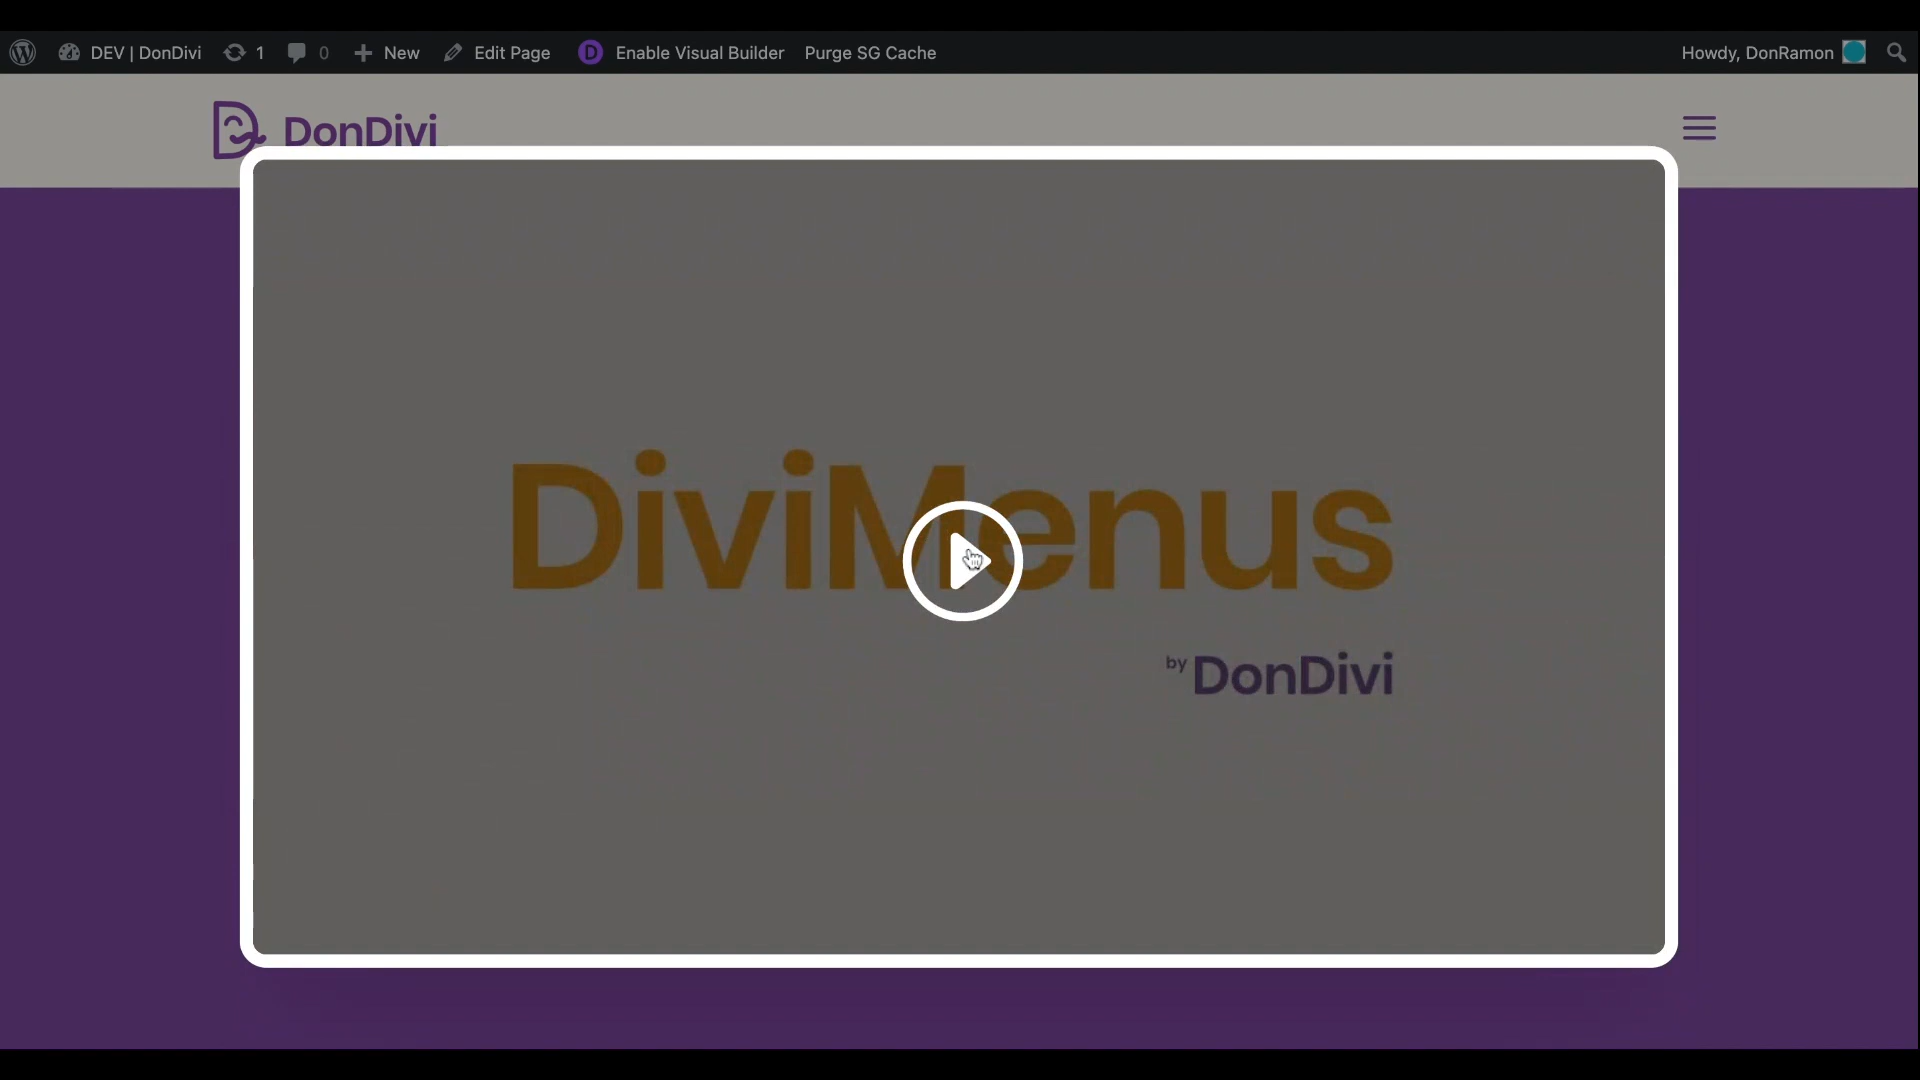 DEV | DonDivi 1 0 New Edit Page D Enable Visual Builder Purge SG Cache Howdy, DonRamon
DonDivi
DiviMenus
by DonDivi